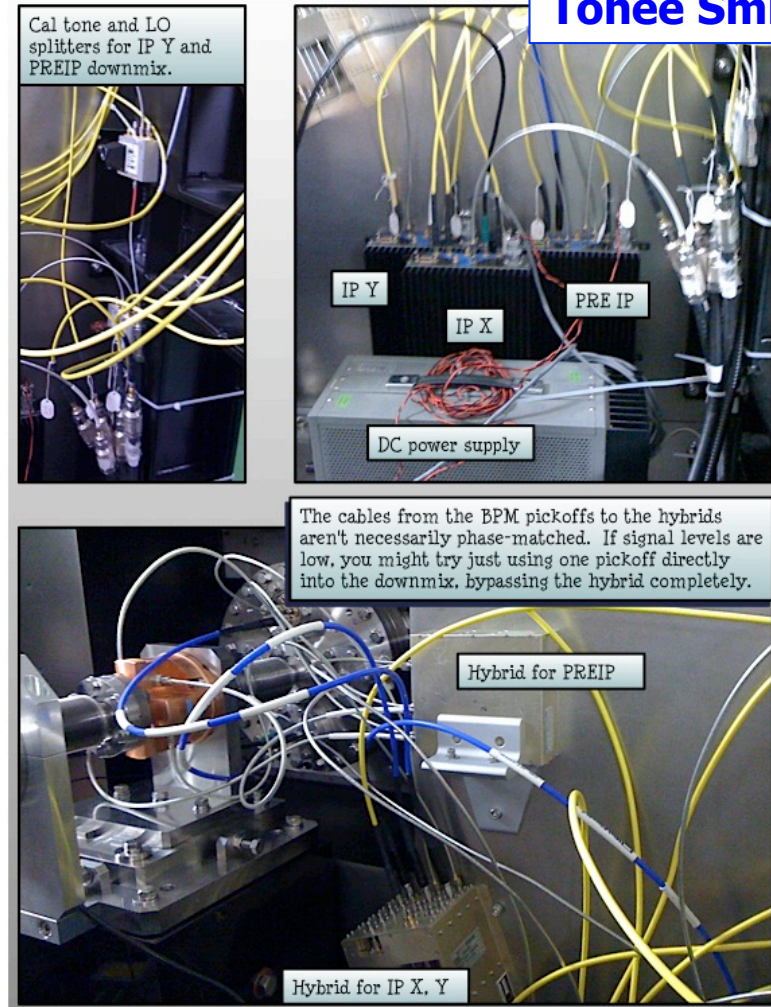 Cal tone and LO
splitters for IP Y and
PREIP downmix.
IP Y
IP X
PRE IP
DC power supply
The cables from the BPM pickoffs to the hybrids
aren't necessarily phase-matched. If signal levels are
low, you might try just using one pickoff directly
into the downmix, bypassing the hybrid completely.
Hybrid for PREIP
Hybrid for IP X, Y